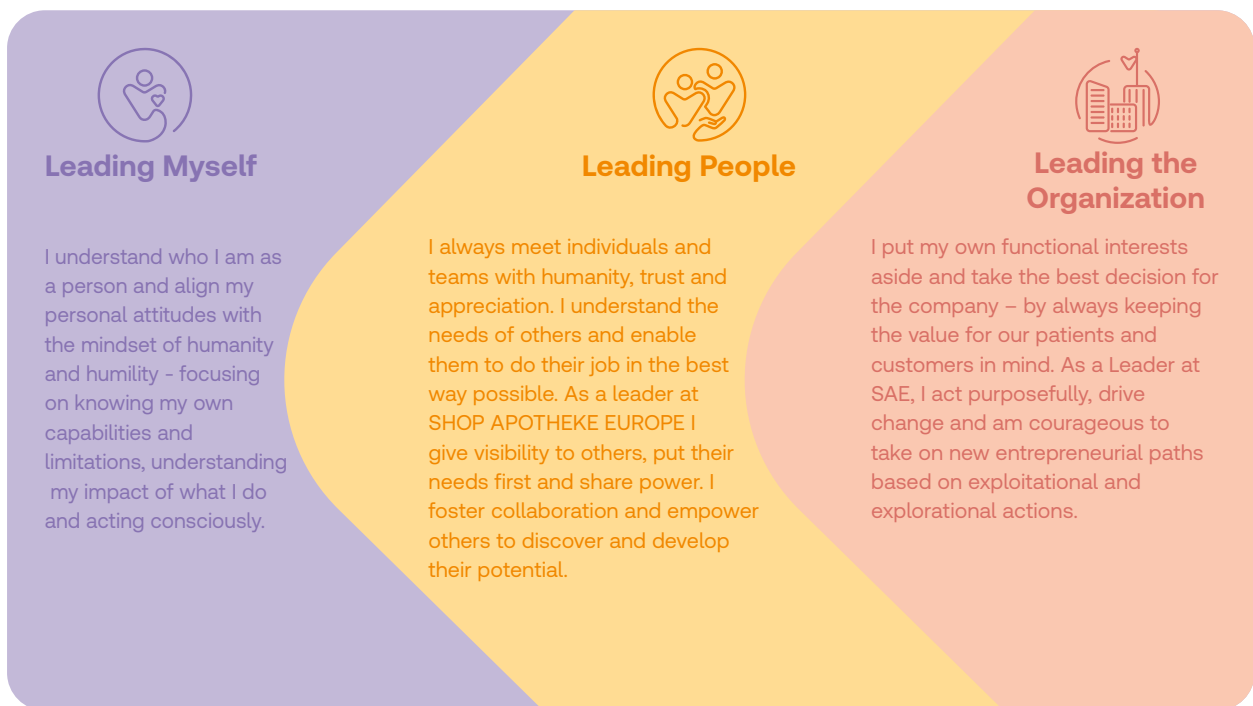 Leading Myself
I understand who I am as
a person and align my
personal attitudes with
the mindset of humanity
and humility - focusing
on knowing my own
capabilities and
limitations, understanding
my impact of what I do
and acting consciously.
Leading People
I always meet individuals and
teams with humanity, trust and
appreciation. I understand the
needs of others and enable
them to do their job in the best
way possible. As a leader at
SHOP APOTHEKE EUROPE I
give visibility to others, put their
needs first and share power. I
foster collaboration and empower
others to discover and develop
their potential.
Leading the
Organization
I put my own functional interests
aside and take the best decision for
the company – by always keeping
the value for our patients and
customers in mind. As a Leader at
SAE, I act purposefully, drive
change and am courageous to
take on new entrepreneurial paths
based on exploitational and
explorational actions.